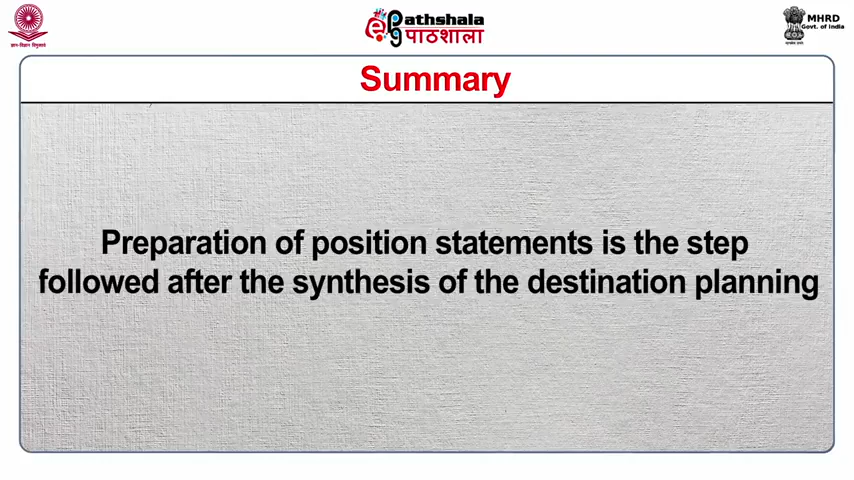 ePathshala
पाठशाला
MHRD
Govt. of India
Summary
Preparation of position statements is the step
followed after the synthesis of the destination planning